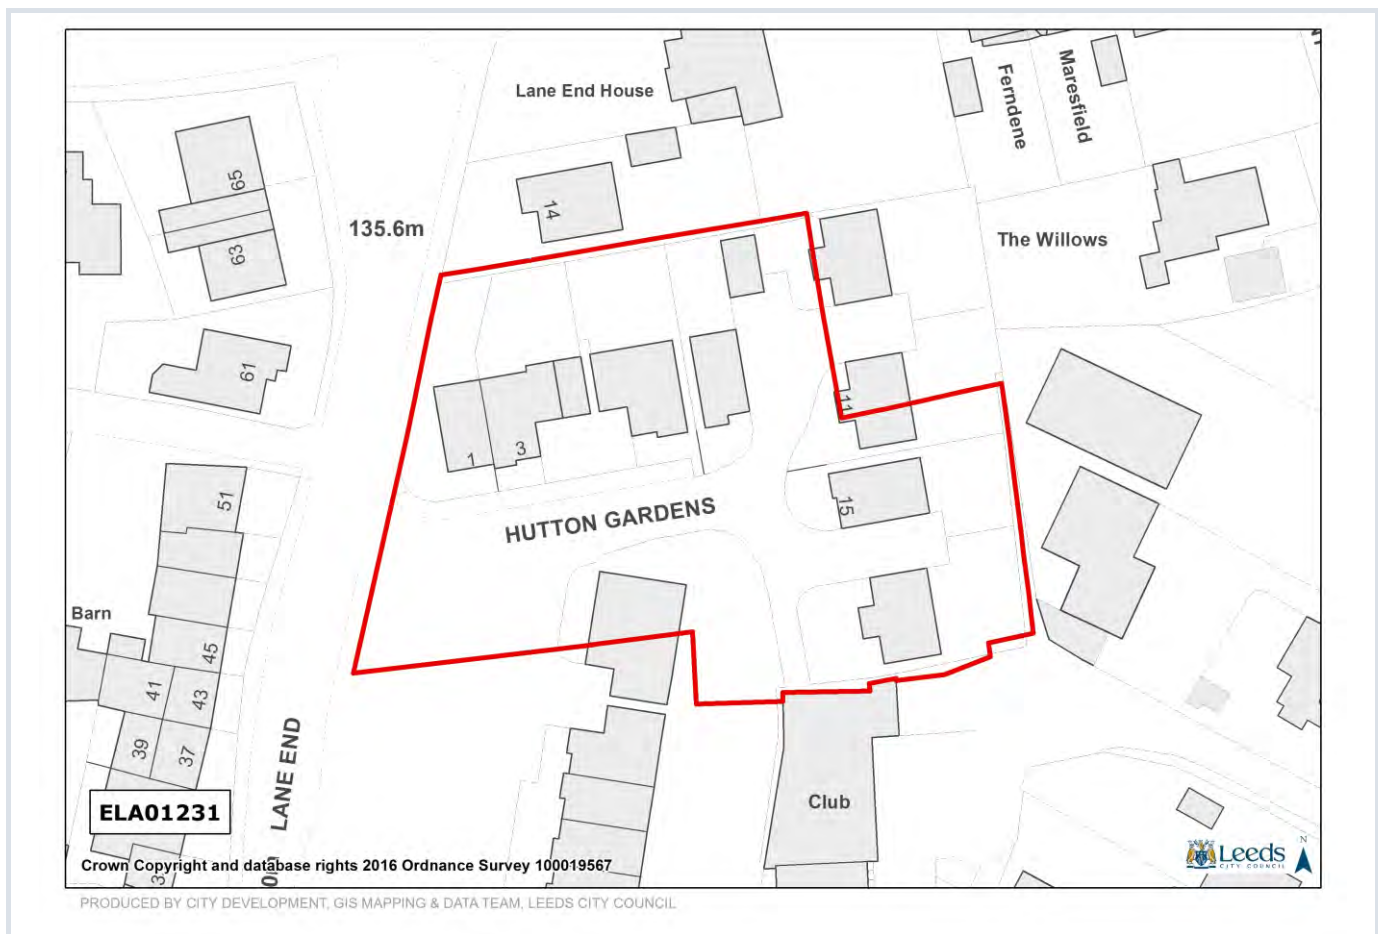 Lane End House
Ferndene
Maresfield
65
14
135.6m
63
The Willows
61
11
1
3
51
15
HUTTON GARDENS
Barn
45
41
43
39
37
LANE END
Club
ELA01231
Crown Copyright and database rights 2016 Ordnance Survey 100019567
Leeds
CITY COUNCIL
N
PRODUCED BY CITY DEVELOPMENT, GIS MAPPING & DATA TEAM, LEEDS CITY COUNCIL